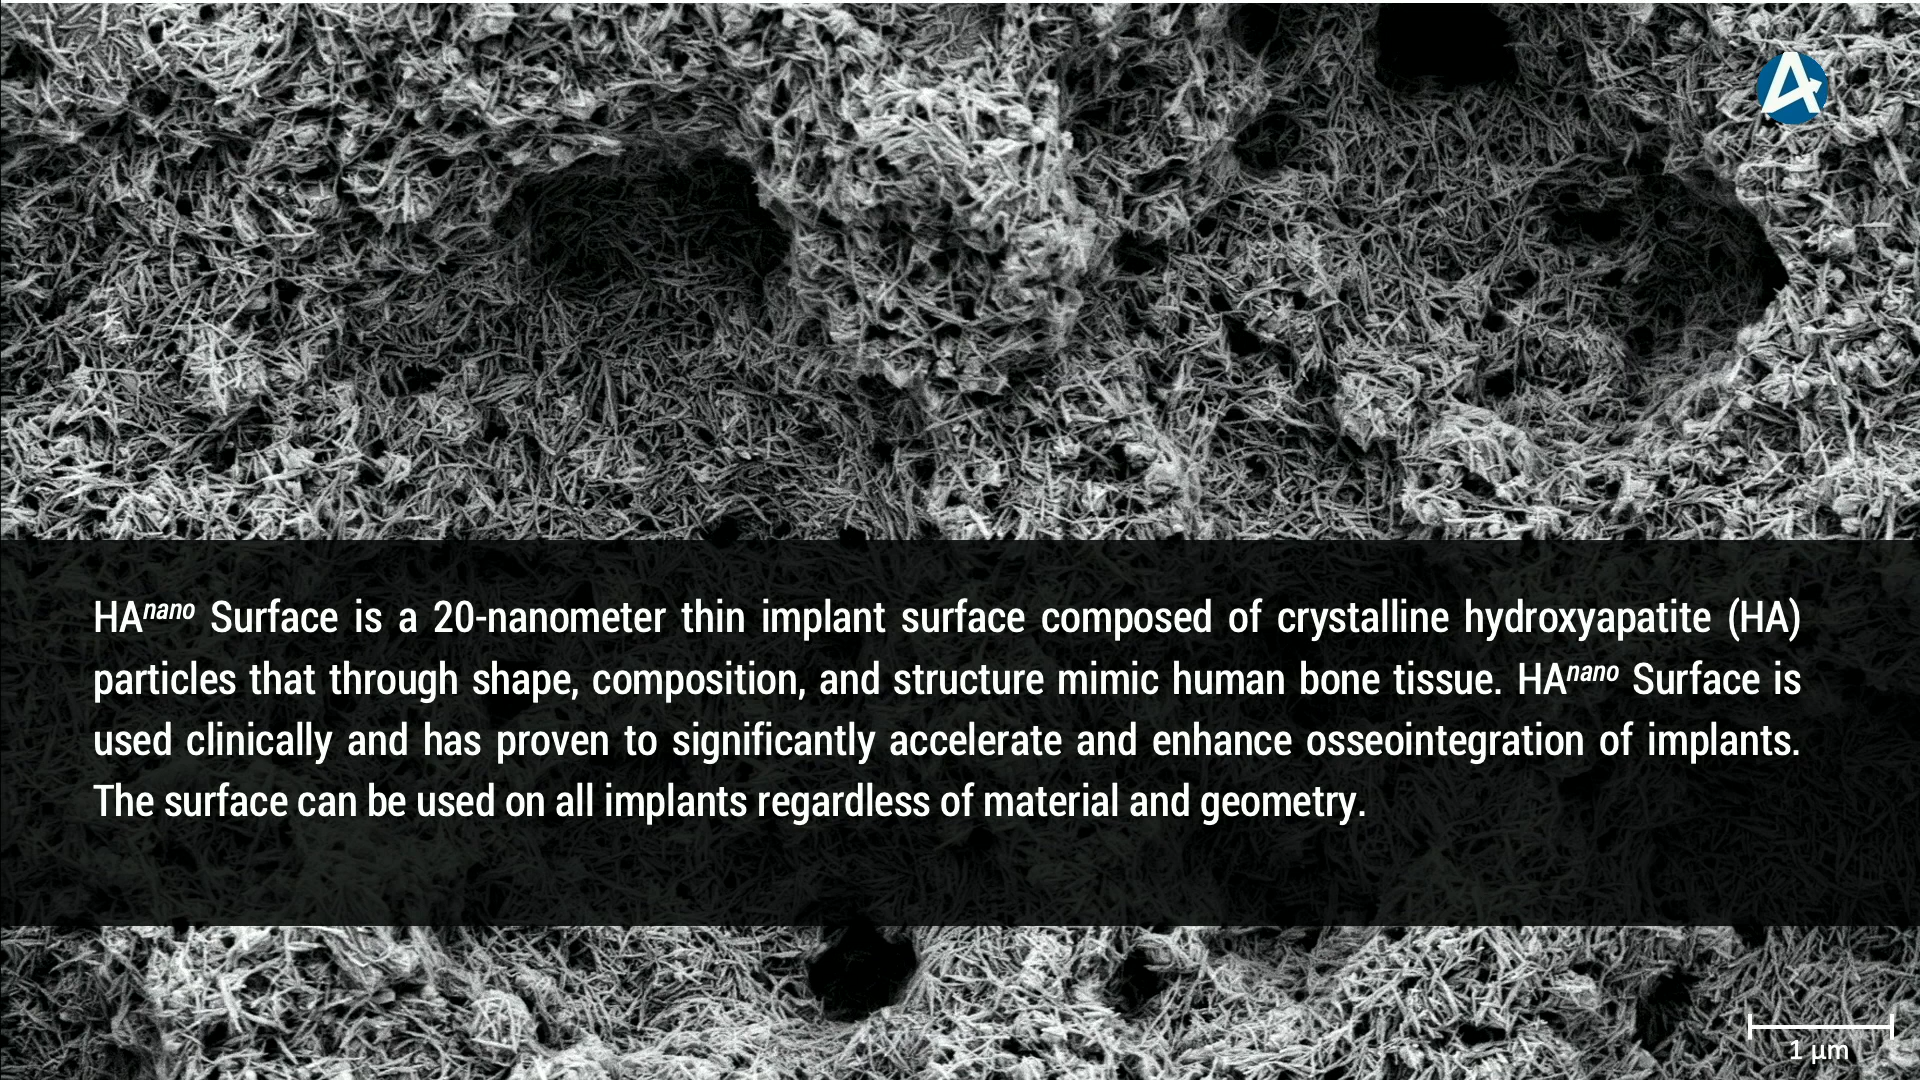 HAnano Surface is a 20-nanometer thin implant surface composed of crystalline hydroxyapatite (HA)
particles that through shape, composition, and structure mimic human bone tissue. HAnano Surface is
used clinically and has proven to significantly accelerate and enhance osseointegration of implants.
The surface can be used on all implants regardless of material and geometry.
1 µm